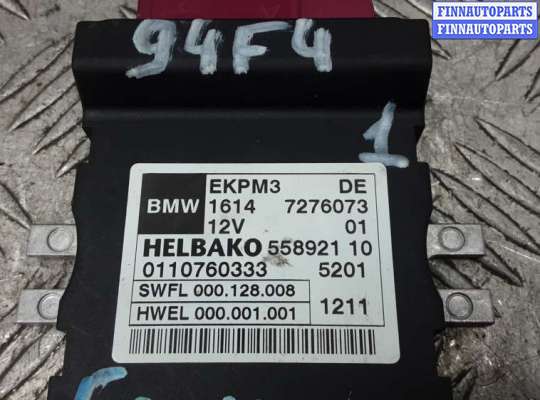 FINNAUTOPARTS
FINNAUTOPARTS
94F4
1
EKPM3 DE
BMW 1614 7276073
12V 01
HELBAKO 558921 10
0110760333 5201
SWFL 000.128.008
HWEL 000.001.001 1211